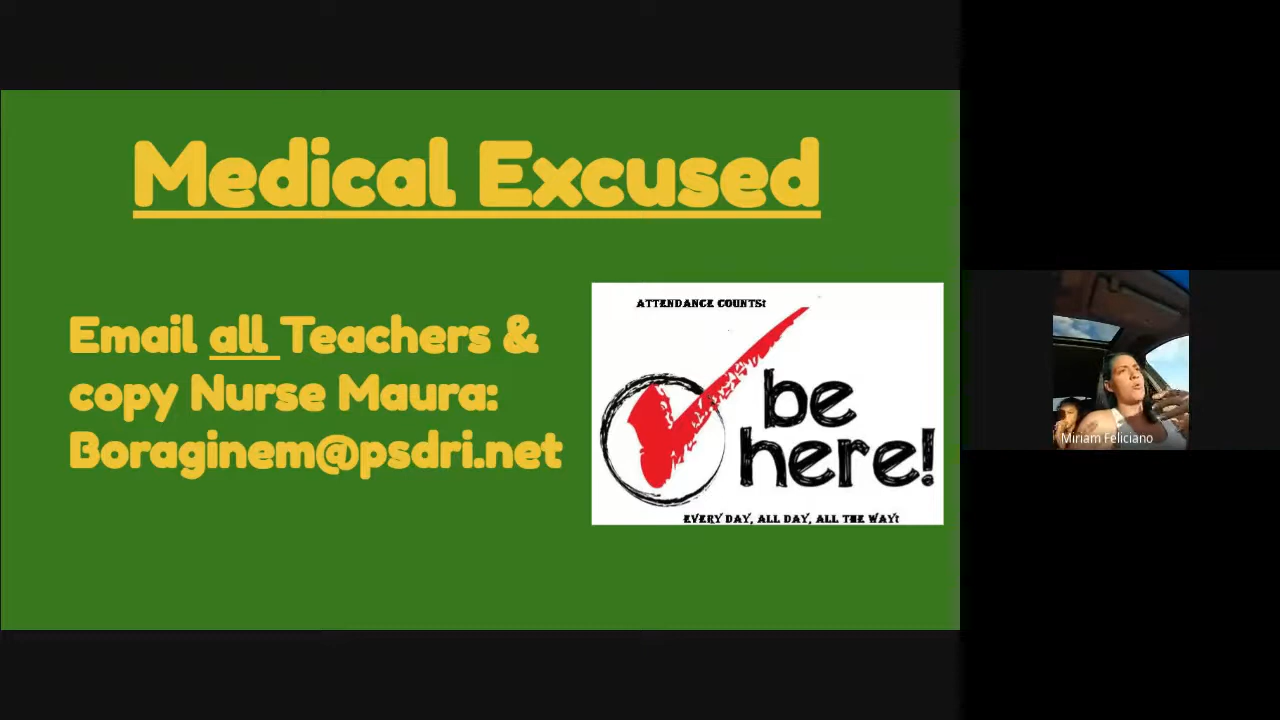 Medical Excused
Email all Teachers &
copy Nurse Maura:
Boraginem@psdri.net
ATTENDANCE COUNTS!
be
here!
EVERY DAY, ALL DAY, ALL THE WAY!
Miriam Feliciano